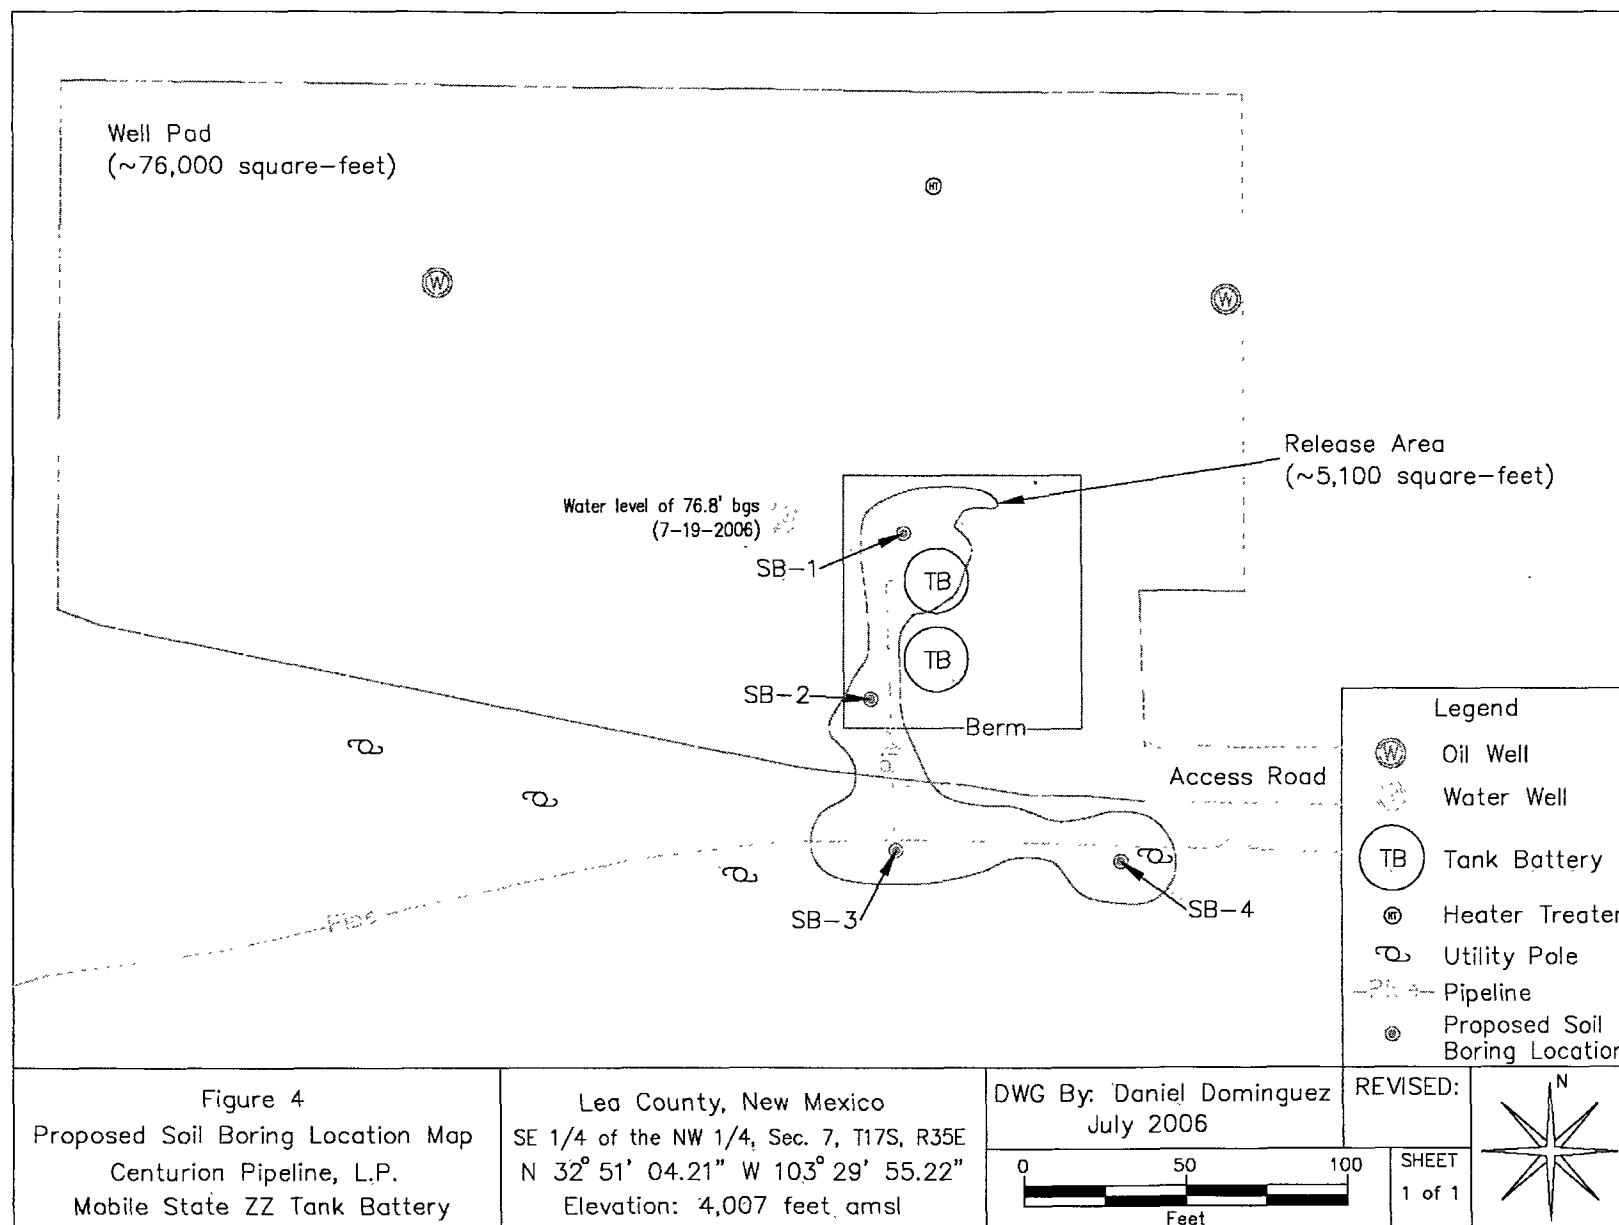 Well Pad
(~76,000 square-feet)
HT
W
W
Release Area
(~5,100 square-feet)
Water level of 76.8' bgs
(7-19-2006)
SB-1
TB
TB
SB-2
Berm
Access Road
SB-3
SB-4
Pipe
Legend
W Oil Well
Water Well
TB Tank Battery
HT Heater Treater
Utility Pole
Pipeline
Proposed Soil
Boring Location
Figure 4
Proposed Soil Boring Location Map
Centurion Pipeline, L.P.
Mobile State ZZ Tank Battery
Lea County, New Mexico
SE 1/4 of the NW 1/4, Sec. 7, T17S, R35E
N 32° 51' 04.21" W 103° 29' 55.22"
Elevation: 4,007 feet amsl
DWG By: Daniel Dominguez
July 2006
REVISED:
0 50 100
Feet
SHEET
1 of 1
N